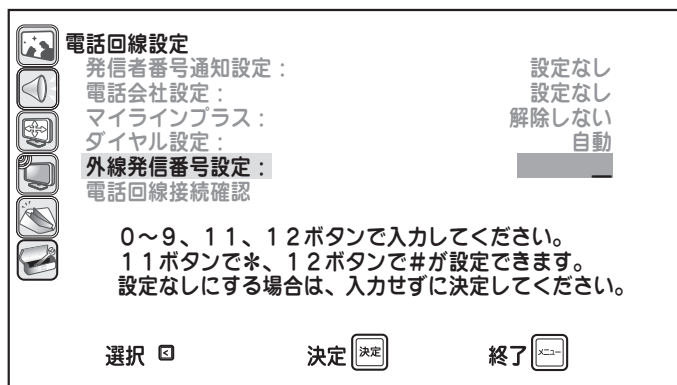 電話回線設定
発信者番号通知設定： 設定なし
電話会社設定： 設定なし
マイラインプラス： 解除しない
ダイヤル設定： 自動
外線発信番号設定： _
電話回線接続確認
０～９、１１、１２ボタンで入力してください。
１１ボタンで＊、１２ボタンで＃が設定できます。
設定なしにする場合は、入力せずに決定してください。
選択 決定 決定 終了 メニュー